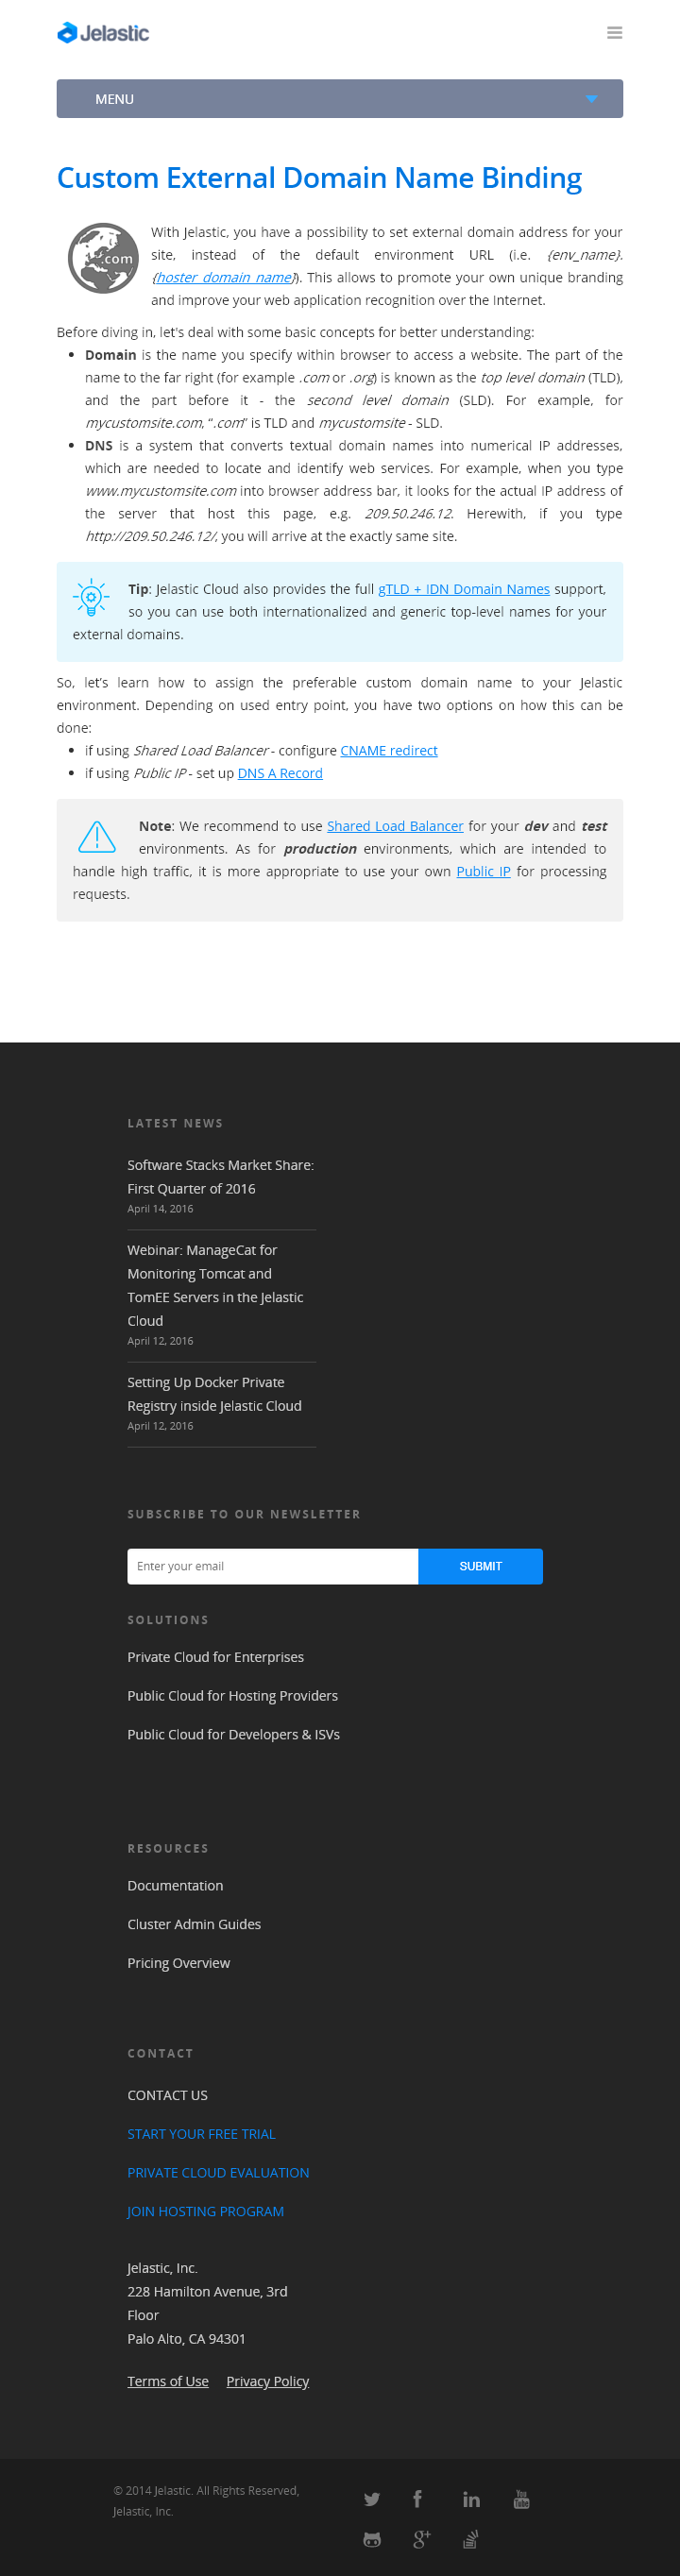 Jelastic
MENU
Custom External Domain Name Binding
.com
With Jelastic, you have a possibility to set external domain address for your
site, instead of the default environment URL (i.e. {env_name}.
{hoster_domain_name}). This allows to promote your own unique branding
and improve your web application recognition over the Internet.
Before diving in, let's deal with some basic concepts for better understanding:
• Domain is the name you specify within browser to access a website. The part of the
name to the far right (for example .com or .org) is known as the top level domain (TLD),
and the part before it - the second level domain (SLD). For example, for
mycustomsite.com, “.com” is TLD and mycustomsite - SLD.
• DNS is a system that converts textual domain names into numerical IP addresses,
which are needed to locate and identify web services. For example, when you type
www.mycustomsite.com into browser address bar, it looks for the actual IP address of
the server that host this page, e.g. 209.50.246.12. Herewith, if you type
http://209.50.246.12/, you will arrive at the exactly same site.
Tip: Jelastic Cloud also provides the full gTLD + IDN Domain Names support,
so you can use both internationalized and generic top-level names for your
external domains.
So, let's learn how to assign the preferable custom domain name to your Jelastic
environment. Depending on used entry point, you have two options on how this can be
done:
• if using Shared Load Balancer - configure CNAME redirect
• if using Public IP - set up DNS A Record
Note: We recommend to use Shared Load Balancer for your dev and test
environments. As for production environments, which are intended to
handle high traffic, it is more appropriate to use your own Public IP for processing
requests.
LATEST NEWS
Software Stacks Market Share:
First Quarter of 2016
April 14, 2016
Webinar: ManageCat for
Monitoring Tomcat and
TomEE Servers in the Jelastic
Cloud
April 12, 2016
Setting Up Docker Private
Registry inside Jelastic Cloud
April 12, 2016
SUBSCRIBE TO OUR NEWSLETTER
Enter your email
SUBMIT
SOLUTIONS
Private Cloud for Enterprises
Public Cloud for Hosting Providers
Public Cloud for Developers & ISVs
RESOURCES
Documentation
Cluster Admin Guides
Pricing Overview
CONTACT
CONTACT US
START YOUR FREE TRIAL
PRIVATE CLOUD EVALUATION
JOIN HOSTING PROGRAM
Jelastic, Inc.
228 Hamilton Avenue, 3rd
Floor
Palo Alto, CA 94301
Terms of Use Privacy Policy
© 2014 Jelastic. All Rights Reserved,
Jelastic, Inc.
You
Tube